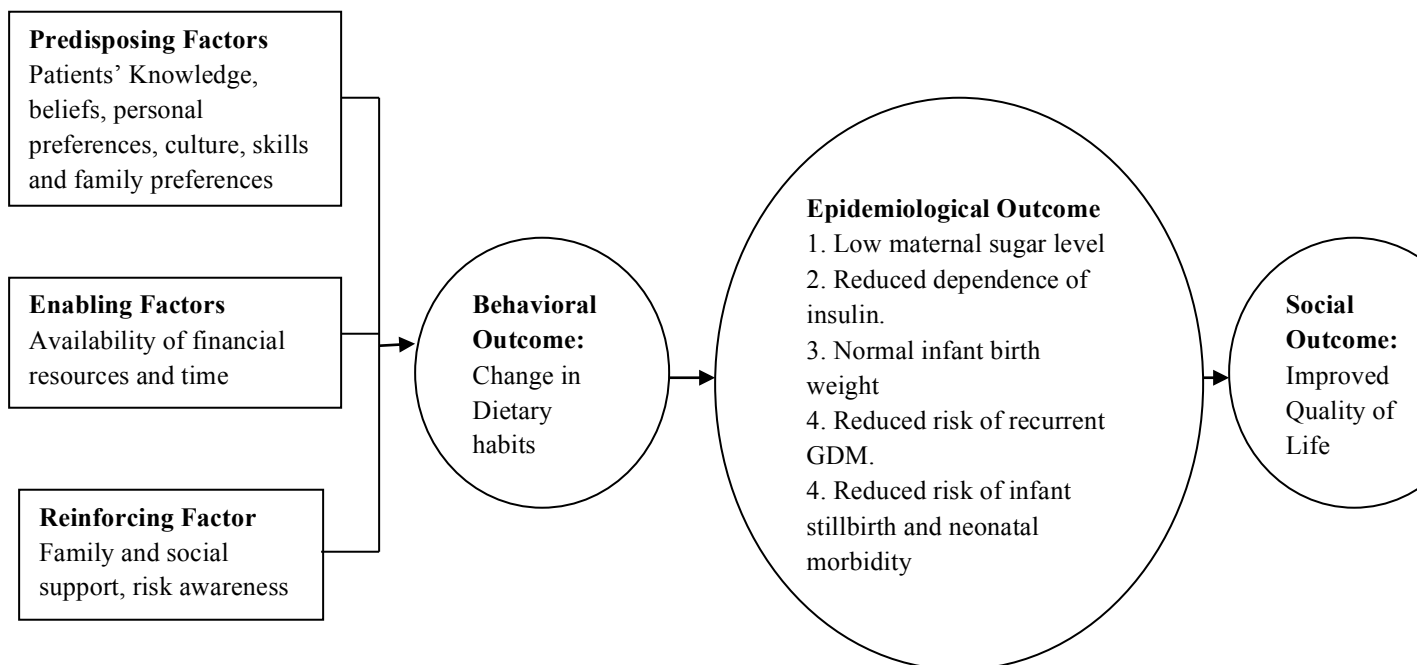 Predisposing Factors
Patients’ Knowledge,
beliefs, personal
preferences, culture, skills
and family preferences
Enabling Factors
Availability of financial
resources and time
Reinforcing Factor
Family and social
support, risk awareness
Behavioral
Outcome:
Change in
Dietary
habits
Epidemiological Outcome
1. Low maternal sugar level
2. Reduced dependence of
insulin.
3. Normal infant birth
weight
4. Reduced risk of recurrent
GDM.
4. Reduced risk of infant
stillbirth and neonatal
morbidity
Social
Outcome:
Improved
Quality of
Life